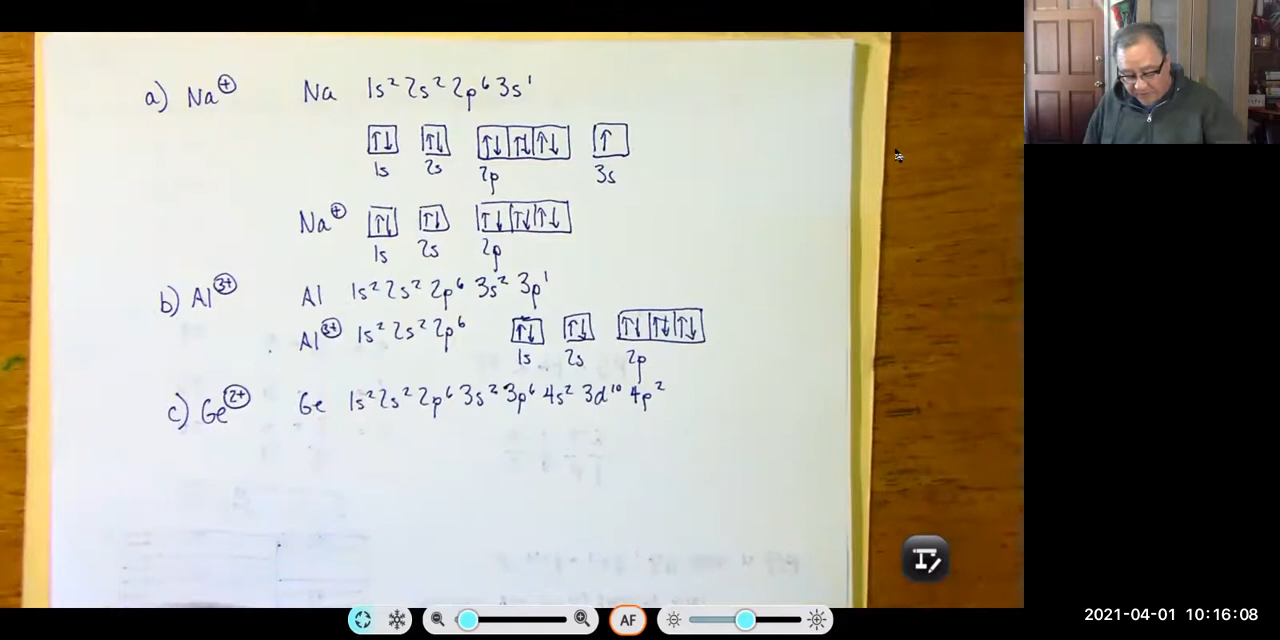 a) Na⊕ Na 1s² 2s² 2p⁶ 3s¹
↑↓ ↑↓ ↑↓ ↑↓ ↑↓ ↑
1s 2s 2p 3s
Na⊕ ↑↓ ↑↓ ↑↓ ↑↓ ↑↓
1s 2s 2p
b) Al³⁺ Al 1s² 2s² 2p⁶ 3s² 3p¹
Al³⁺ 1s² 2s² 2p⁶ ↑↓ ↑↓ ↑↓ ↑↓ ↑↓
1s 2s 2p
c) Ge²⁺ Ge 1s² 2s² 2p⁶ 3s² 3p⁶ 4s² 3d¹⁰ 4p²
AF
2021-04-01 10:16:08